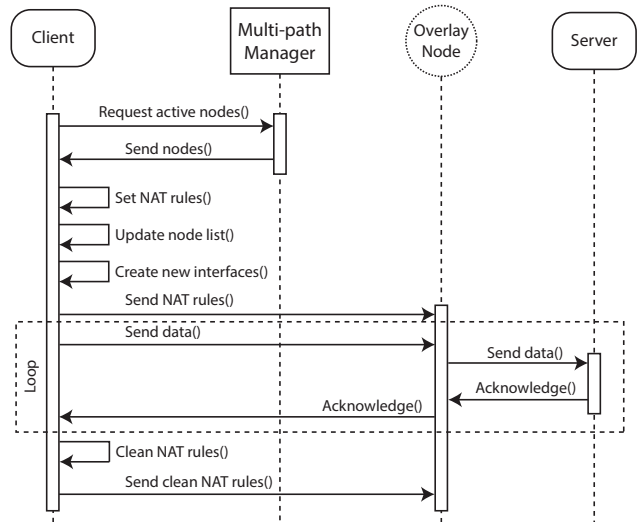 Client
Multi-path
Manager
Overlay
Node
Server
Request active nodes()
Send nodes()
Set NAT rules()
Update node list()
Create new interfaces()
Send NAT rules()
Loop
Send data()
Send data()
Acknowledge()
Acknowledge()
Clean NAT rules()
Send clean NAT rules()